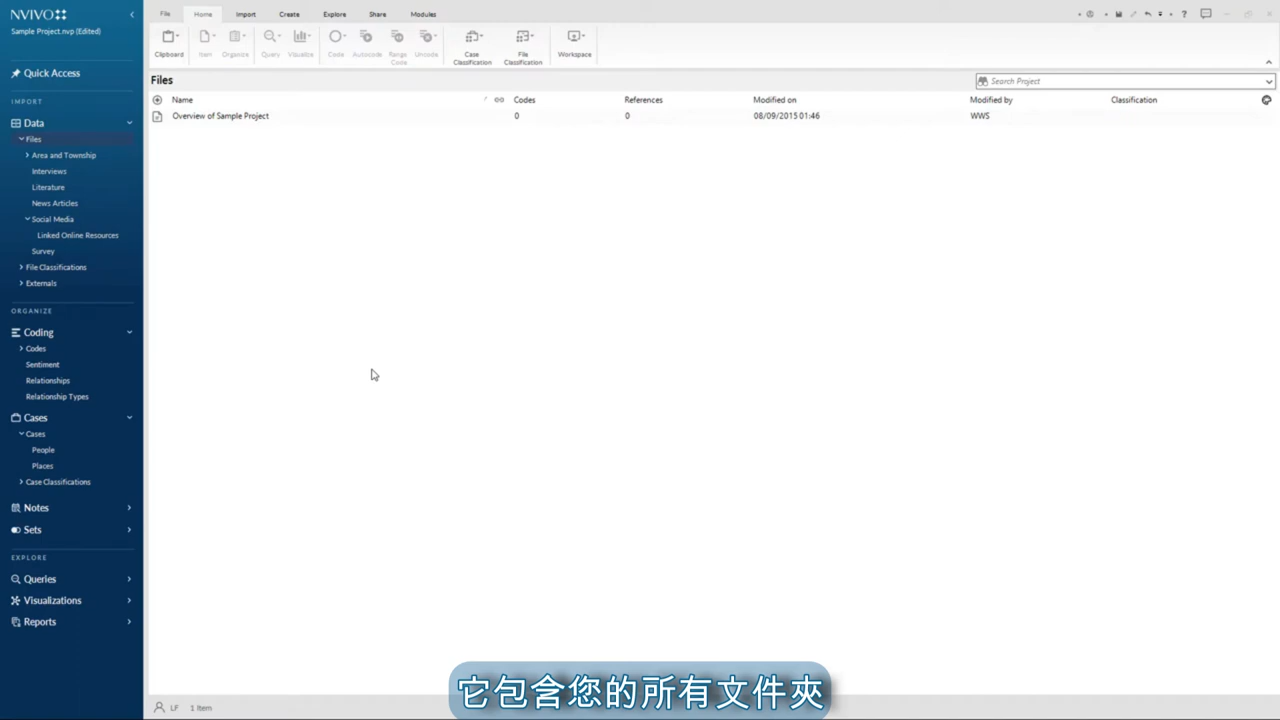 NVIVO
Sample Project.nvp (Edited)
File Home Import Create Explore Share Modules
Clipboard Item Organize Query Visualize Code Autocode Range Code Uncode Case Classification File Classification Workspace
Quick Access
IMPORT
Data
Files
Area and Township
Interviews
Literature
News Articles
Social Media
Linked Online Resources
Survey
File Classifications
Externals
ORGANIZE
Coding
Codes
Sentiment
Relationships
Relationship Types
Cases
Cases
People
Places
Case Classifications
Notes
Sets
EXPLORE
Queries
Visualizations
Reports
Files
Search Project
Name Codes References Modified on Modified by Classification
Overview of Sample Project 0 0 08/09/2015 01:46 WWS
它包含您的所有文件夾
LF 1 Item